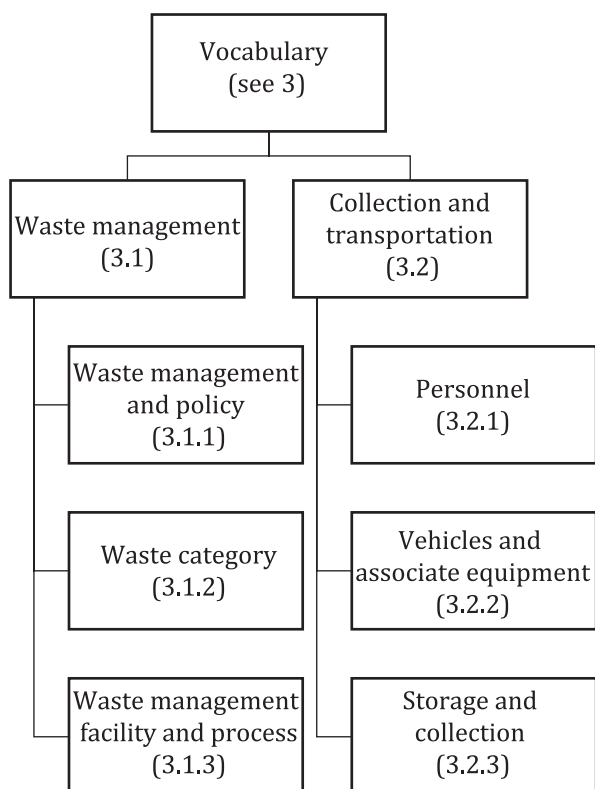 Vocabulary
(see 3)
Waste management
(3.1)
Collection and
transportation
(3.2)
Waste management
and policy
(3.1.1)
Personnel
(3.2.1)
Waste category
(3.1.2)
Vehicles and
associate equipment
(3.2.2)
Waste management
facility and process
(3.1.3)
Storage and
collection
(3.2.3)